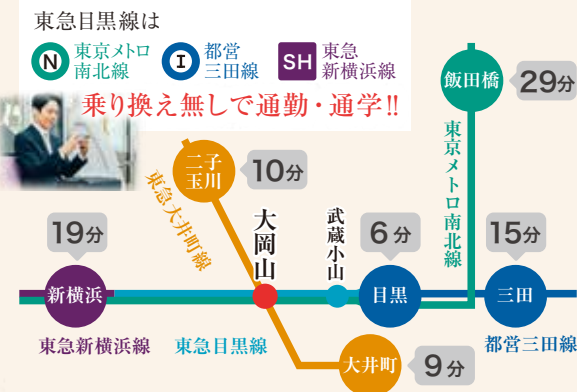 東急目黒線は
N 東京メトロ南北線 I 都営三田線 SH 東急新横浜線
乗り換え無しで通勤・通学!!
飯田橋 29分
東京メトロ南北線
二子玉川 10分
東急大井町線
19分
大岡山
武蔵小山
6分
15分
新横浜
目黒
三田
東急新横浜線
東急目黒線
都営三田線
大井町 9分